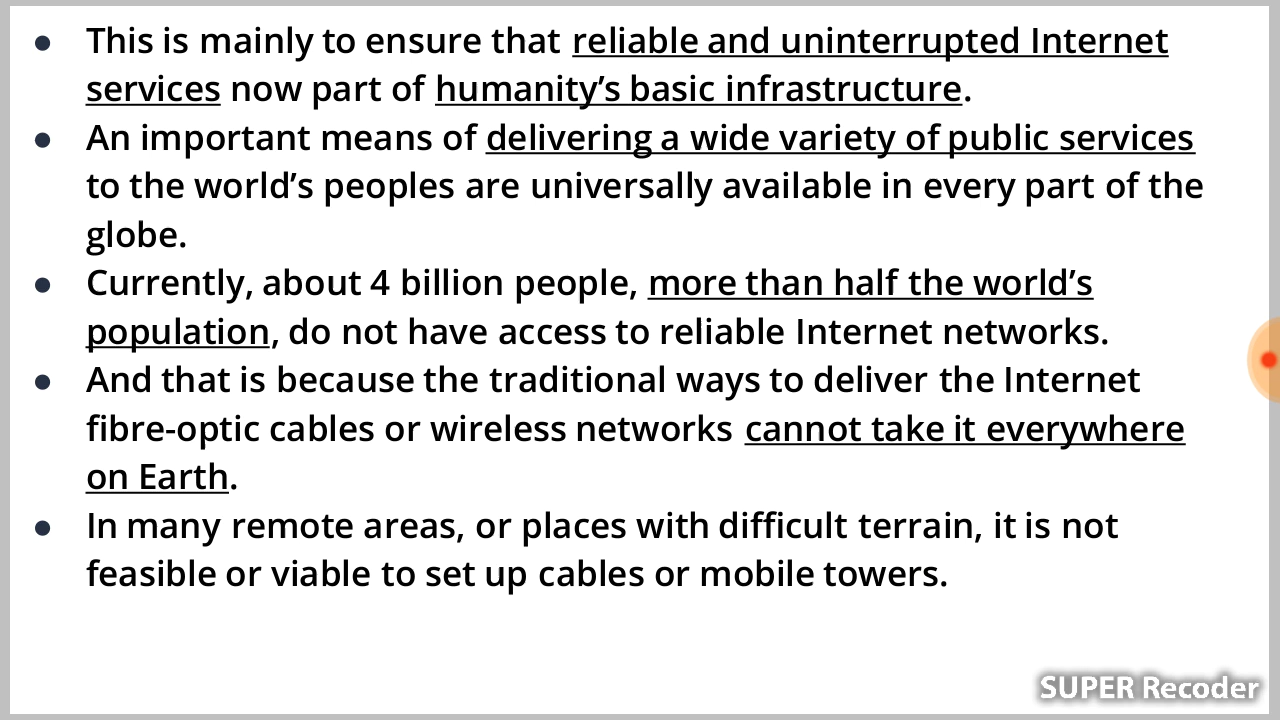 ● This is mainly to ensure that reliable and uninterrupted Internet
services now part of humanity’s basic infrastructure.
● An important means of delivering a wide variety of public services
to the world’s peoples are universally available in every part of the
globe.
● Currently, about 4 billion people, more than half the world’s
population, do not have access to reliable Internet networks.
● And that is because the traditional ways to deliver the Internet
fibre-optic cables or wireless networks cannot take it everywhere
on Earth.
● In many remote areas, or places with difficult terrain, it is not
feasible or viable to set up cables or mobile towers.
SUPER Recoder